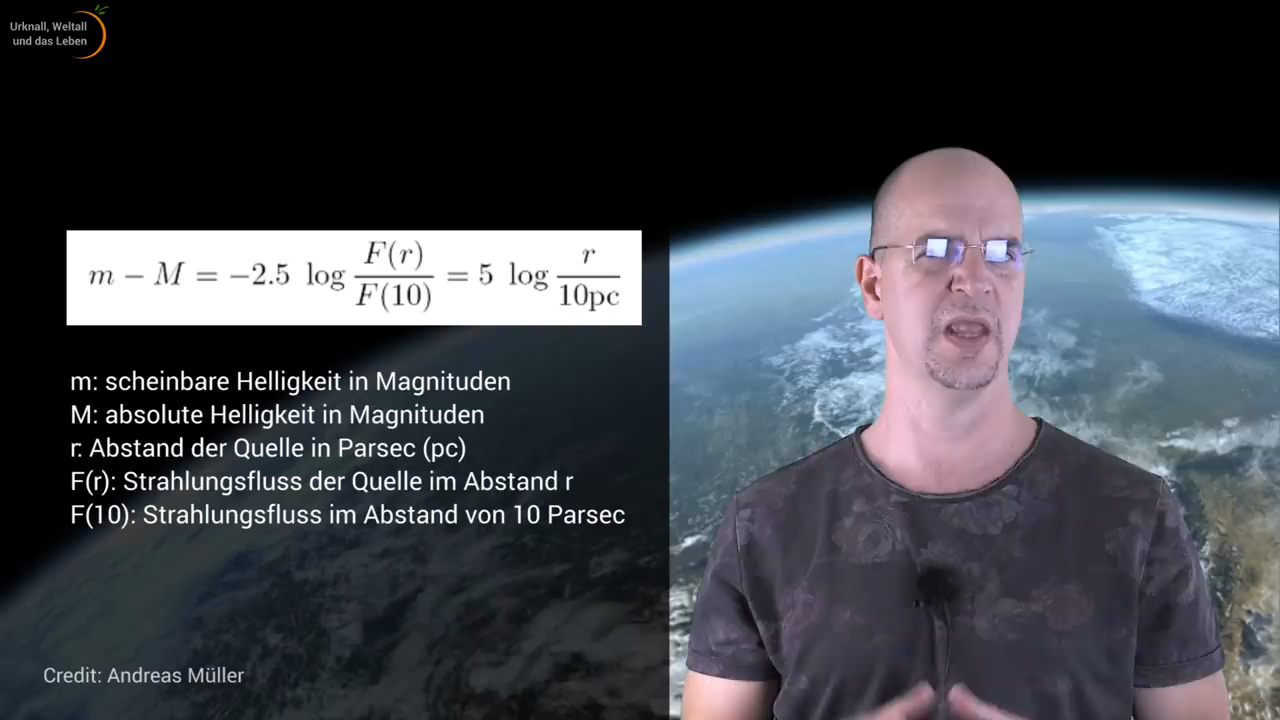 Urknall, Weltall
und das Leben
m − M = −2.5 log F(r)/F(10) = 5 log r/10pc
m: scheinbare Helligkeit in Magnituden
M: absolute Helligkeit in Magnituden
r: Abstand der Quelle in Parsec (pc)
F(r): Strahlungsfluss der Quelle im Abstand r
F(10): Strahlungsfluss im Abstand von 10 Parsec
Credit: Andreas Müller